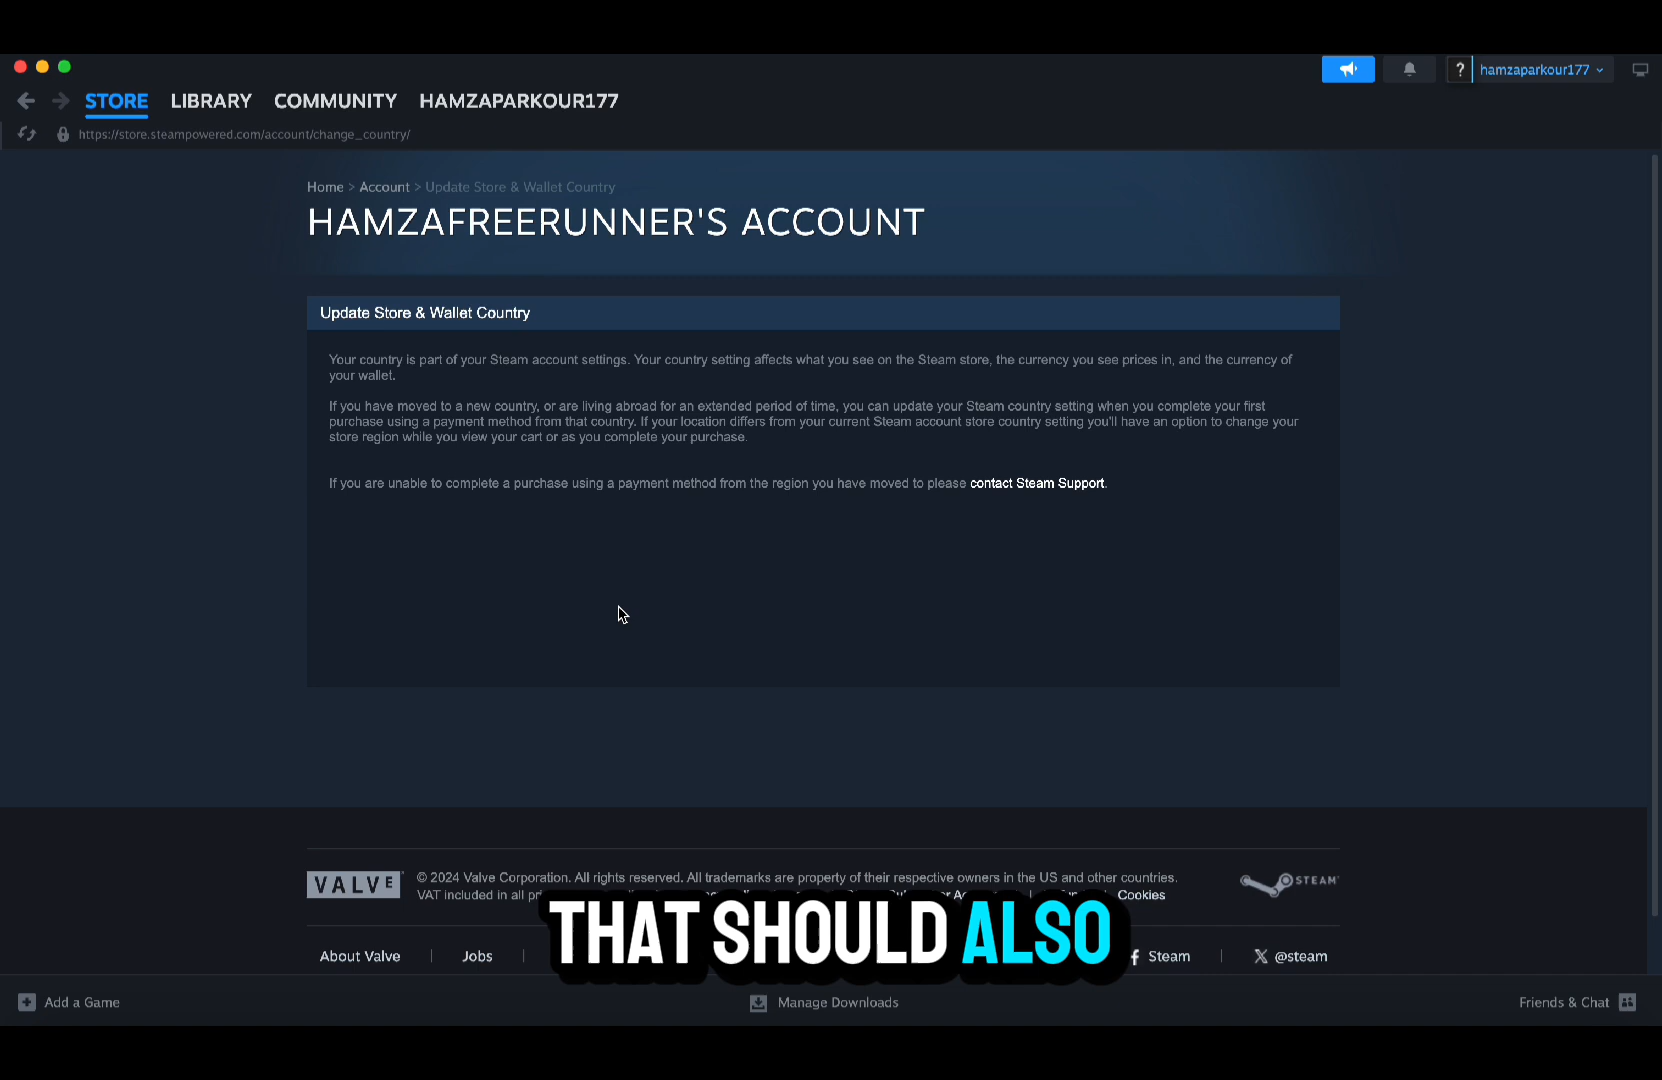 ? hamzaparkour177
STORE LIBRARY COMMUNITY HAMZAPARKOUR177
https://store.steampowered.com/account/change_country/
Home > Account > Update Store & Wallet Country
HAMZAFREERUNNER'S ACCOUNT
Update Store & Wallet Country
Your country is part of your Steam account settings. Your country setting affects what you see on the Steam store, the currency you see prices in, and the currency of
your wallet.
If you have moved to a new country, or are living abroad for an extended period of time, you can update your Steam country setting when you complete your first
purchase using a payment method from that country. If your location differs from your current Steam account store country setting you'll have an option to change your
store region while you view your cart or as you complete your purchase.
If you are unable to complete a purchase using a payment method from the region you have moved to please contact Steam Support.
VALVE © 2024 Valve Corporation. All rights reserved. All trademarks are property of their respective owners in the US and other countries. STEAM
VAT included in all Cookies
THAT SHOULD ALSO
About Valve | Jobs | Steam | @steam
Add a Game Manage Downloads Friends & Chat